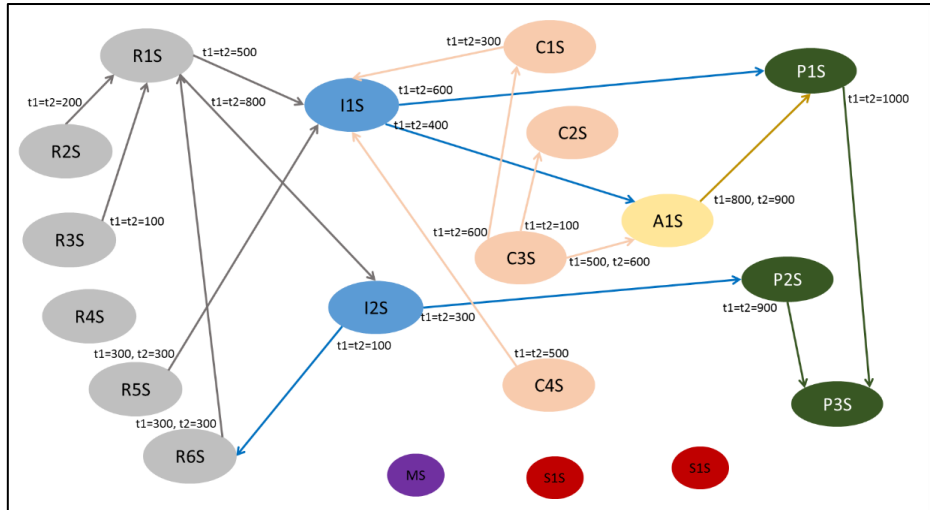 R1S
t1=t2=500
t1=t2=300
C1S
P1S
t1=t2=800
t1=t2=600
t1=t2=1000
t1=t2=200
I1S
t1=t2=400
C2S
R2S
A1S
t1=800, t2=900
R3S
t1=t2=100
t1=t2=600
t1=t2=100
C3S
t1=500, t2=600
P2S
I2S
t1=t2=300
t1=t2=900
R4S
t1=t2=100
t1=300, t2=300
t1=t2=500
R5S
C4S
P3S
t1=300, t2=300
R6S
MS
S1S
S1S